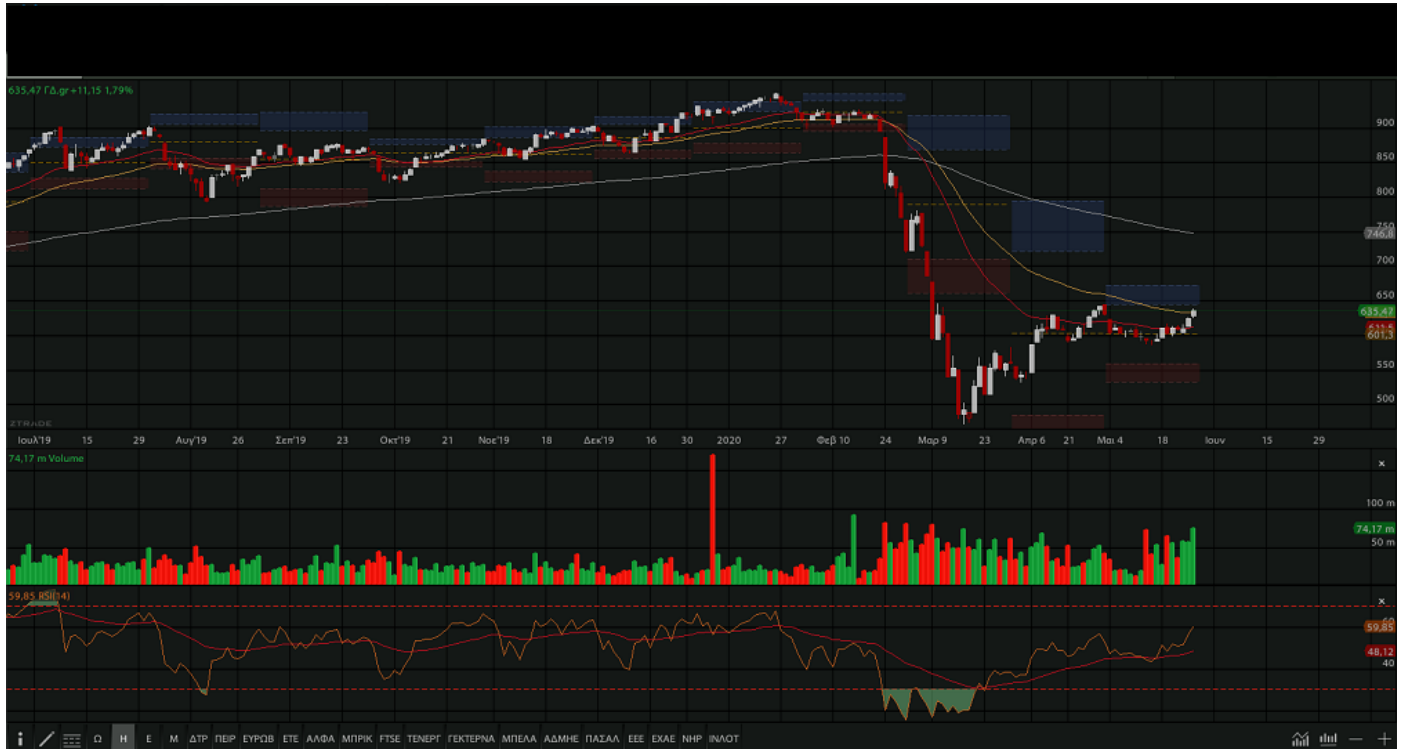 635,47 ΓΔ.gr +11,15 1,79%
900
850
800
750
746,8
700
650
635,47
601,3
550
500
ZTRADE
Ιουλ'19 15 29 Αυγ'19 26 Σεπ'19 23 Οκτ'19 21 Νοε'19 18 Δεκ'19 16 30 2020 27 Φεβ 10 24 Μαρ 9 23 Απρ 6 21 Μαι 4 18 Ιουν 15 29
74,17 m Volume
x
100 m
74,17 m
50 m
59,85 RSI(14)
x
59,85
48,12
40
i Ω Η Ε Μ ΔΤΡ ΠΕΙΡ ΕΥΡΩΒ ΕΤΕ ΑΛΦΑ ΜΠΡΙΚ FTSE ΤΕΝΕΡΓ ΓΕΚΤΕΡΝΑ ΜΠΕΛΑ ΑΔΜΗΕ ΠΑΣΑΛ ΕΕΕ ΕΧΑΕ ΝΗΡ ΙΝΛΟΤ